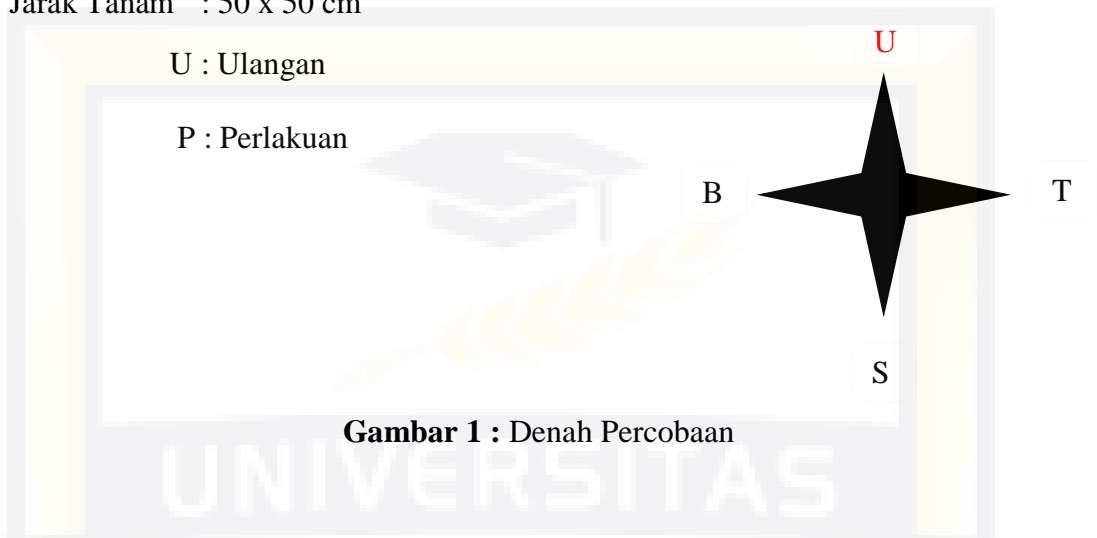 Jarak Tanam : 50 x 50 cm
U
U : Ulangan
P : Perlakuan
B
T
S
Gambar 1 : Denah Percobaan
UNIVERSITAS